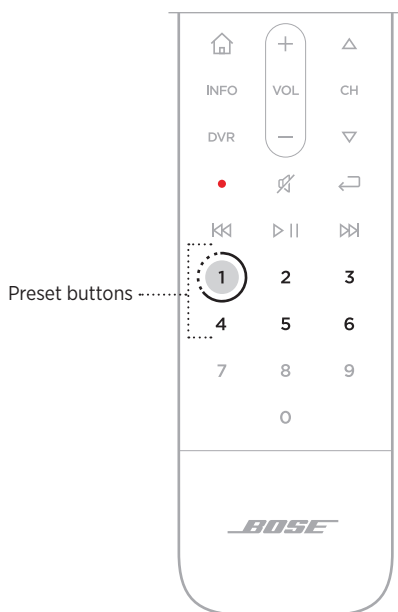 INFO VOL CH
DVR
1 2 3
Preset buttons
4 5 6
7 8 9
0
BOSE